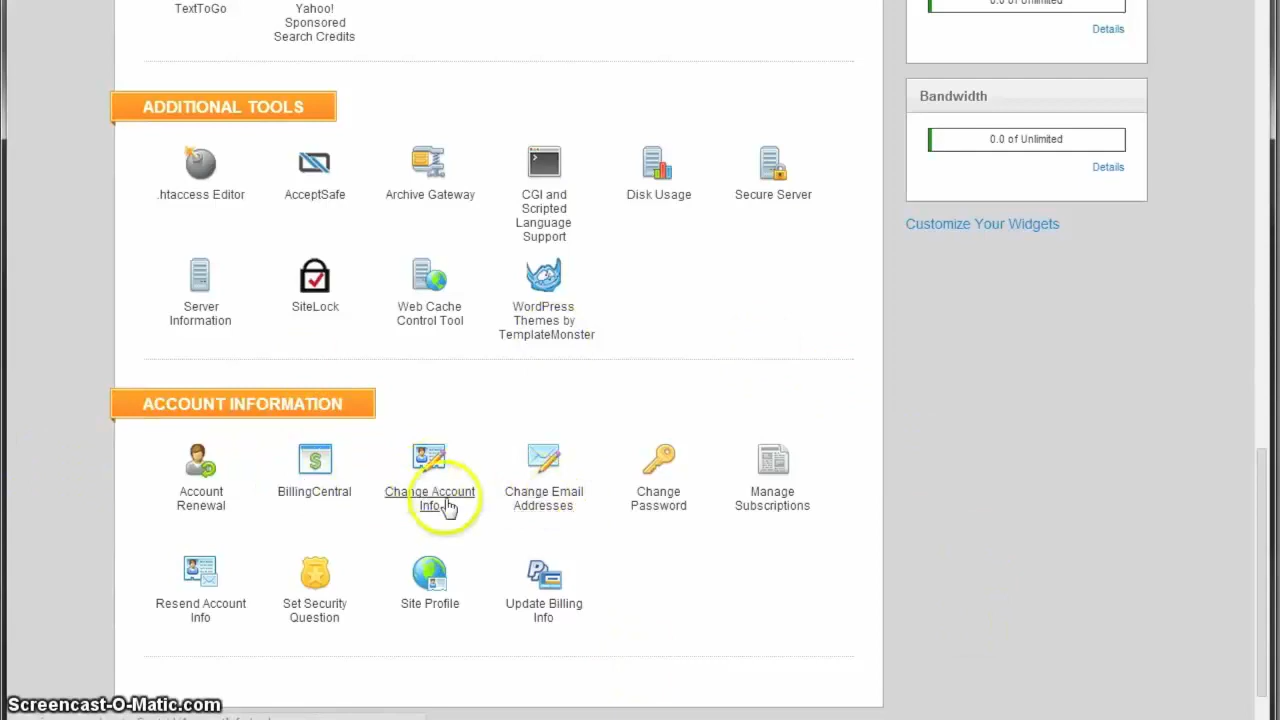 TextToGo
Yahoo!
Sponsored
Search Credits
0.0 of Unlimited
Details
ADDITIONAL TOOLS
Bandwidth
0.0 of Unlimited
Details
Customize Your Widgets
.htaccess Editor
AcceptSafe
Archive Gateway
CGI and
Scripted
Language
Support
Disk Usage
Secure Server
Server
Information
SiteLock
Web Cache
Control Tool
WordPress
Themes by
TemplateMonster
ACCOUNT INFORMATION
Account
Renewal
BillingCentral
Change Account
Info
Change Email
Addresses
Change
Password
Manage
Subscriptions
Resend Account
Info
Set Security
Question
Site Profile
Update Billing
Info
Screencast-O-Matic.com